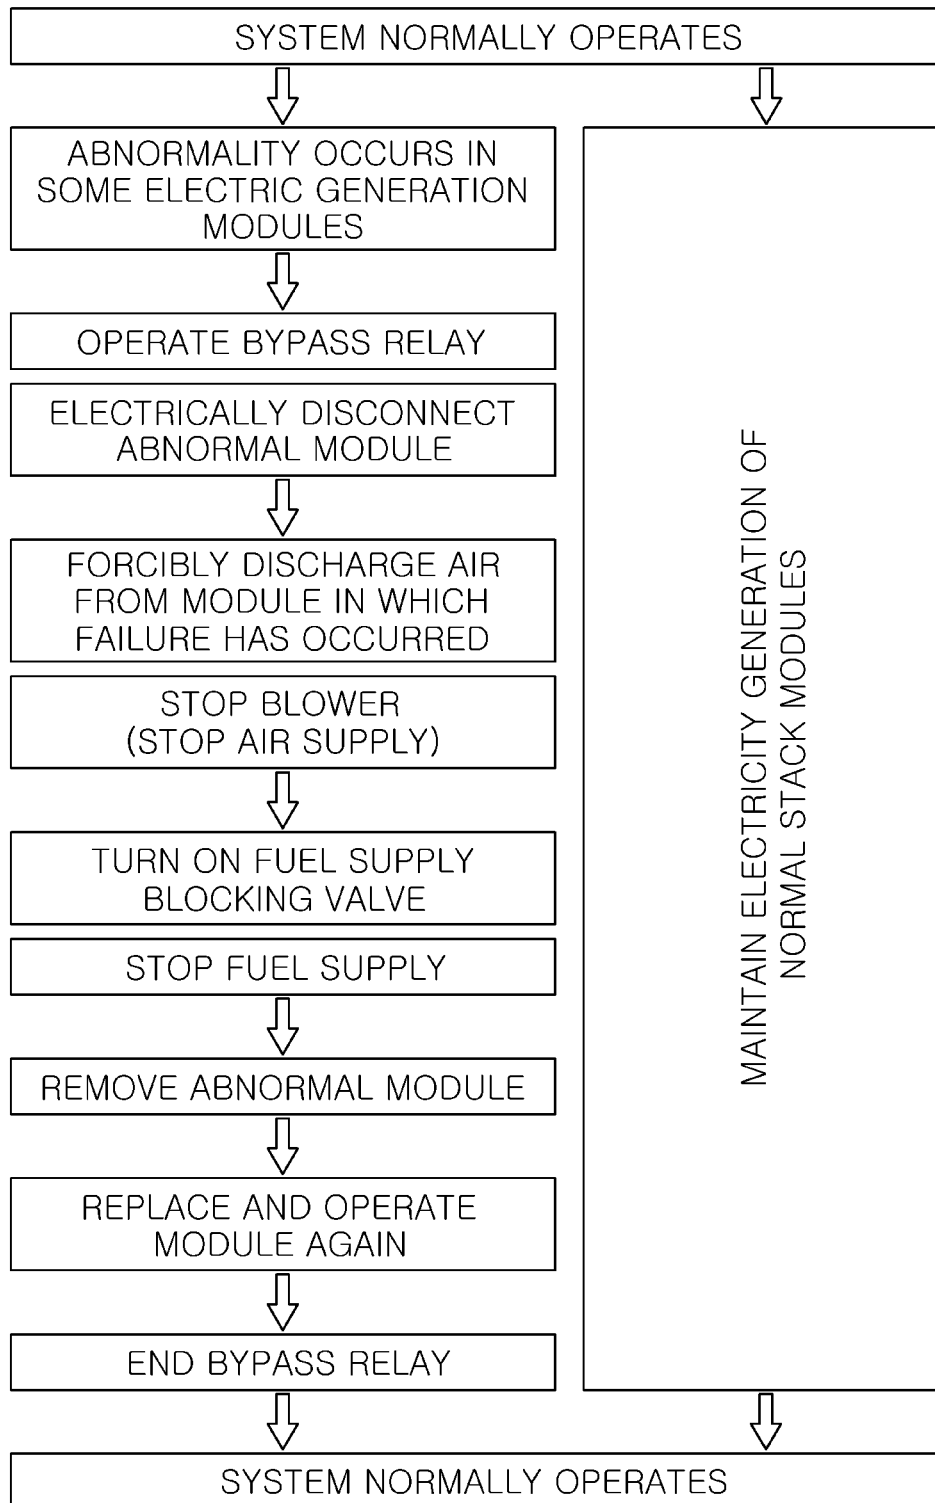 SYSTEM NORMALLY OPERATES
ABNORMALITY OCCURS IN
SOME ELECTRIC GENERATION
MODULES
OPERATE BYPASS RELAY
ELECTRICALLY DISCONNECT
ABNORMAL MODULE
FORCIBLY DISCHARGE AIR
FROM MODULE IN WHICH
FAILURE HAS OCCURRED
STOP BLOWER
(STOP AIR SUPPLY)
TURN ON FUEL SUPPLY
BLOCKING VALVE
STOP FUEL SUPPLY
REMOVE ABNORMAL MODULE
REPLACE AND OPERATE
MODULE AGAIN
END BYPASS RELAY
MAINTAIN ELECTRICITY GENERATION OF
NORMAL STACK MODULES
SYSTEM NORMALLY OPERATES